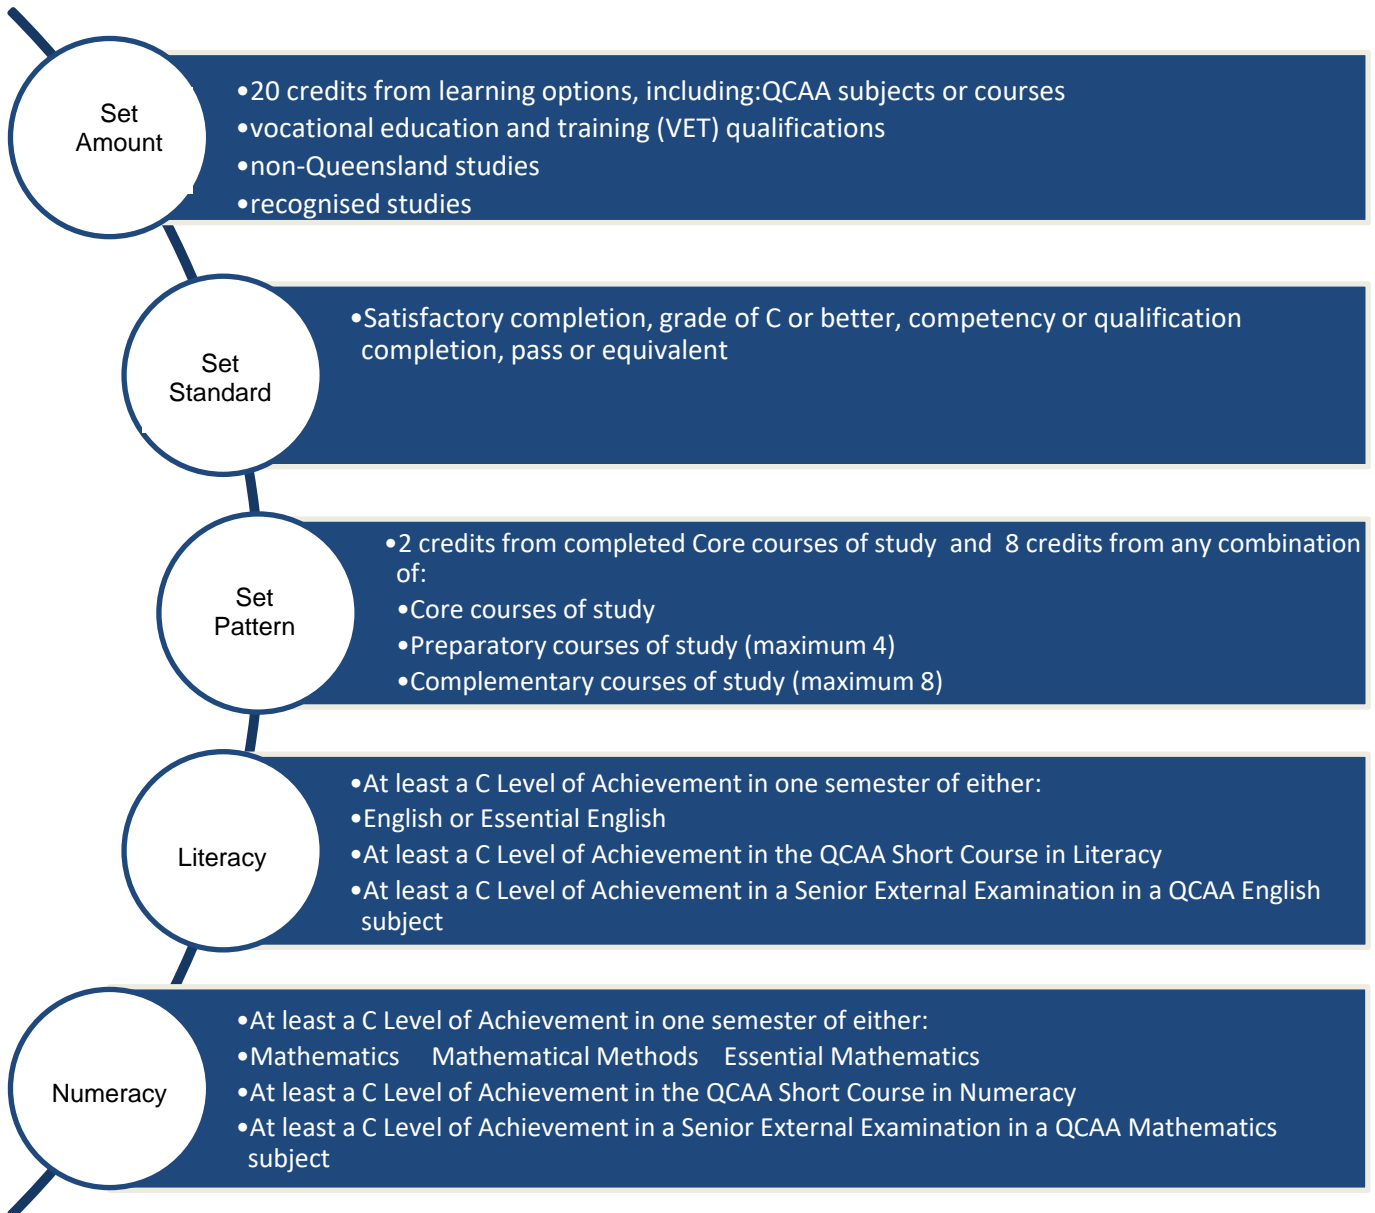 Set
Amount
•20 credits from learning options, including:QCAA subjects or courses
•vocational education and training (VET) qualifications
•non-Queensland studies
•recognised studies
Set
Standard
•Satisfactory completion, grade of C or better, competency or qualification
completion, pass or equivalent
Set
Pattern
•2 credits from completed Core courses of study and 8 credits from any combination
of:
•Core courses of study
•Preparatory courses of study (maximum 4)
•Complementary courses of study (maximum 8)
Literacy
•At least a C Level of Achievement in one semester of either:
•English or Essential English
•At least a C Level of Achievement in the QCAA Short Course in Literacy
•At least a C Level of Achievement in a Senior External Examination in a QCAA English
subject
Numeracy
•At least a C Level of Achievement in one semester of either:
•Mathematics Mathematical Methods Essential Mathematics
•At least a C Level of Achievement in the QCAA Short Course in Numeracy
•At least a C Level of Achievement in a Senior External Examination in a QCAA Mathematics
subject